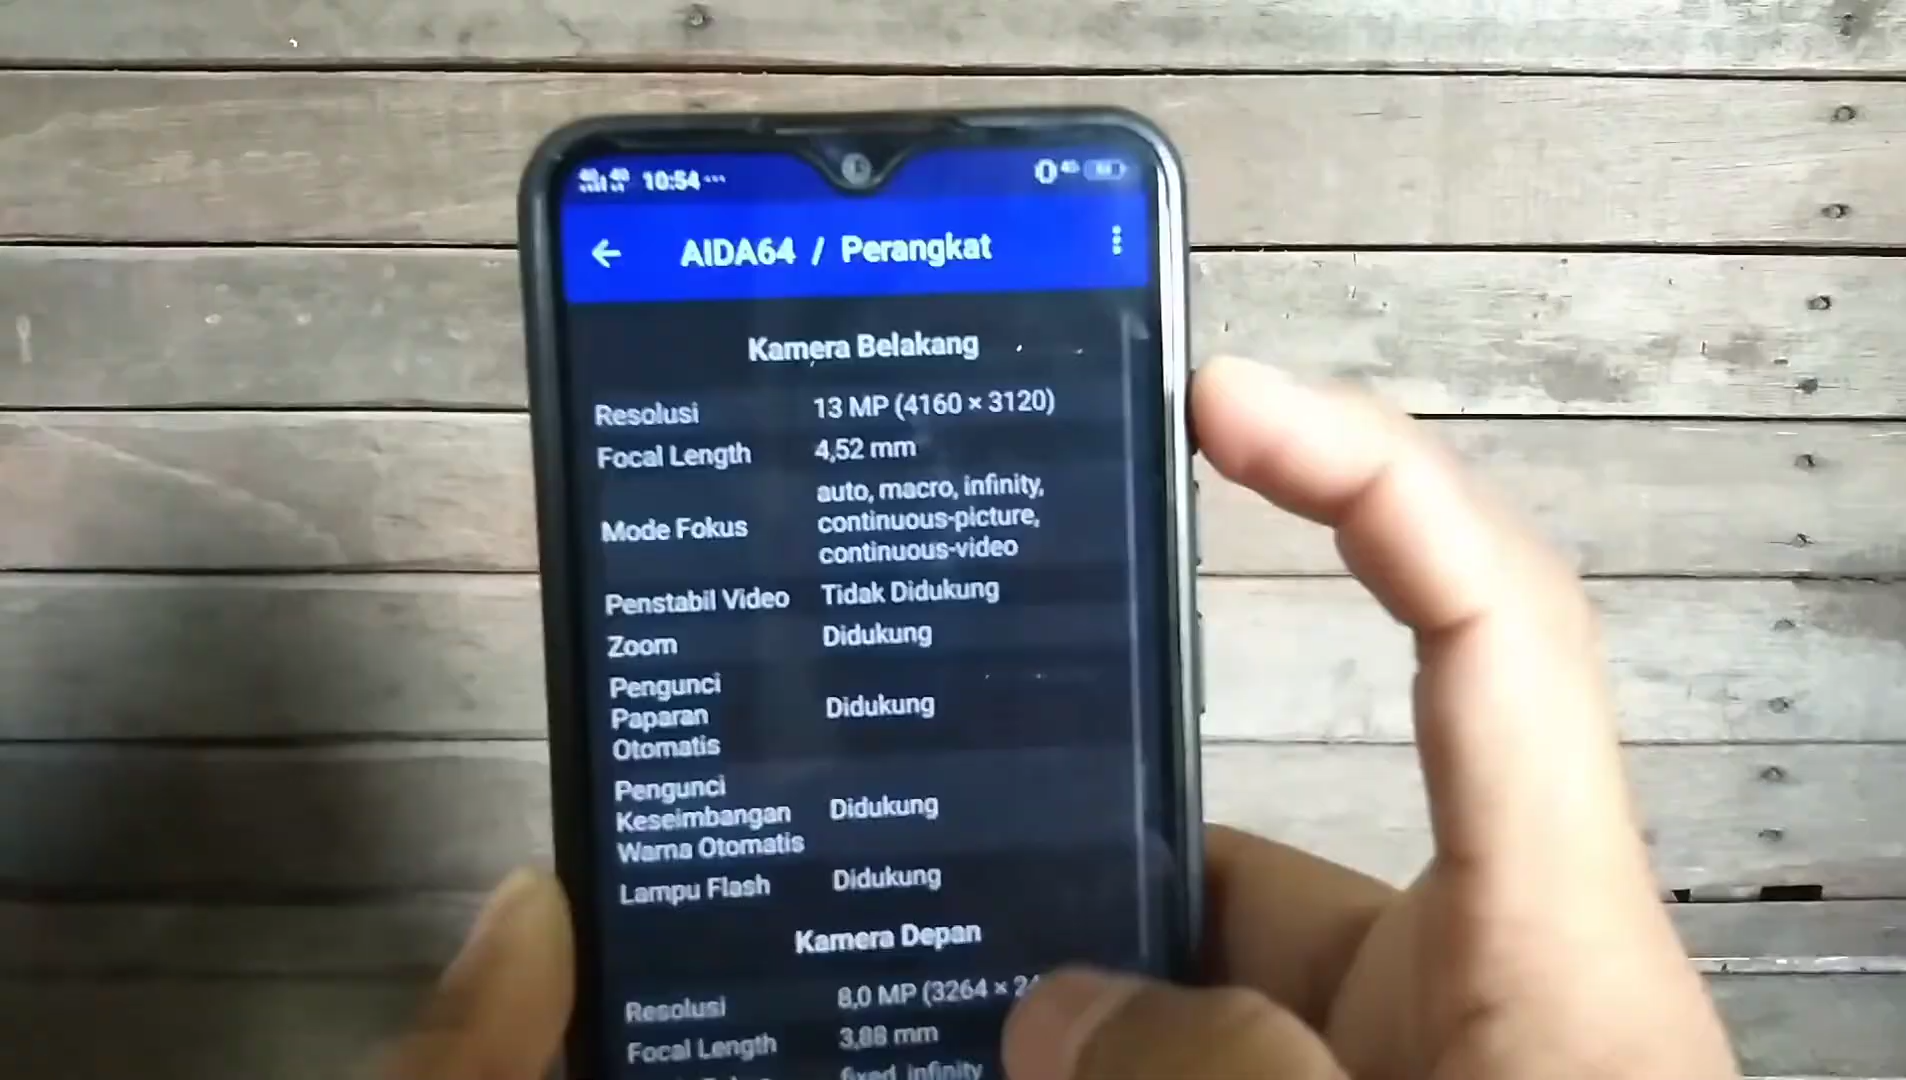 10:54
AIDA64 / Perangkat
Kamera Belakang
Resolusi 13 MP (4160 × 3120)
Focal Length 4,52 mm
Mode Fokus auto, macro, infinity,
continuous-picture,
continuous-video
Penstabil Video Tidak Didukung
Zoom Didukung
Pengunci
Paparan
Otomatis Didukung
Pengunci
Keseimbangan
Warna Otomatis Didukung
Lampu Flash Didukung
Kamera Depan
Resolusi 8,0 MP (3264 ×
Focal Length 3,88 mm
fixed, infinity